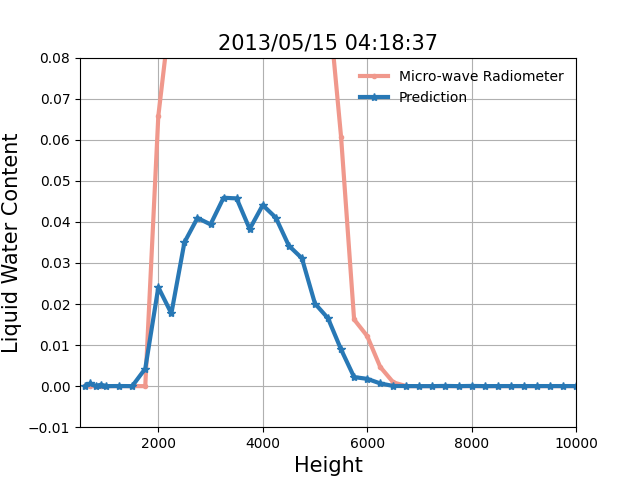 2013/05/15 04:18:37
Micro-wave Radiometer
Prediction
Liquid Water Content
0.08
0.07
0.06
0.05
0.04
0.03
0.02
0.01
0.00
−0.01
2000 4000 6000 8000 10000
Height